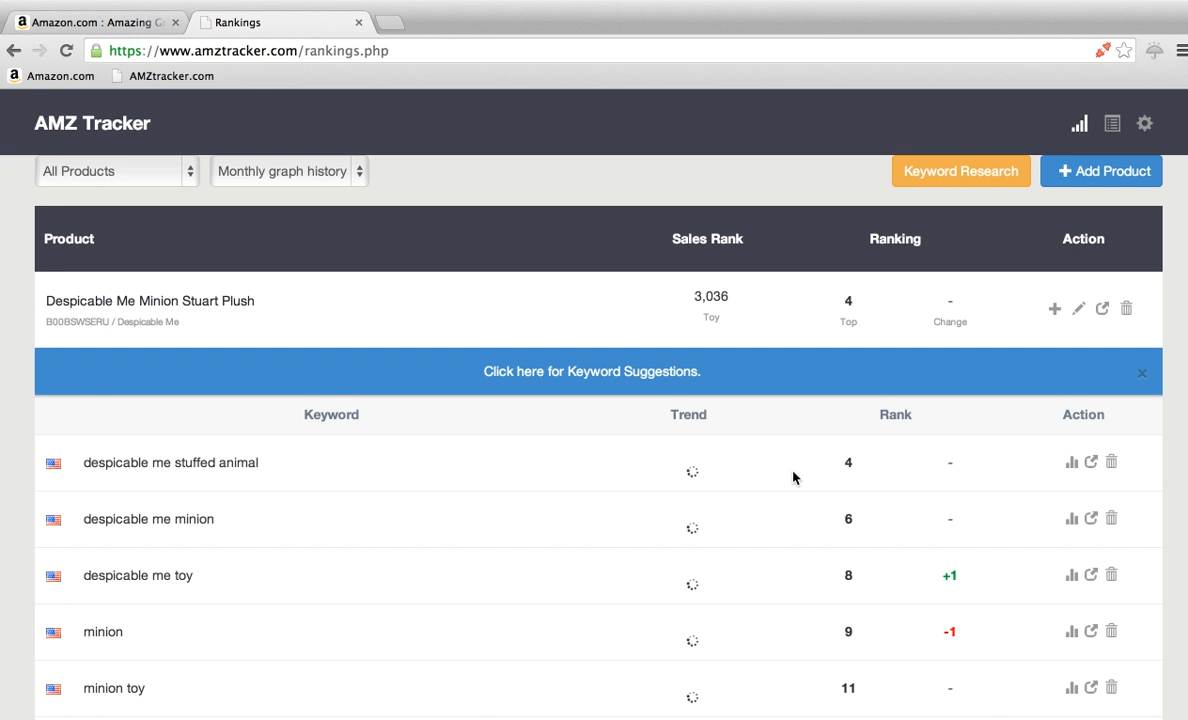 Amazon.com : Amazing G
Rankings
https://www.amztracker.com/rankings.php
Amazon.com
AMZtracker.com
AMZ Tracker
All Products
Monthly graph history
Keyword Research
+ Add Product
Product Sales Rank Ranking Action
Despicable Me Minion Stuart Plush 3,036 4 -
B00BSWSERU / Despicable Me Toy Top Change
Click here for Keyword Suggestions. ×
Keyword Trend Rank Action
despicable me stuffed animal 4 -
despicable me minion 6 -
despicable me toy 8 +1
minion 9 -1
minion toy 11 -